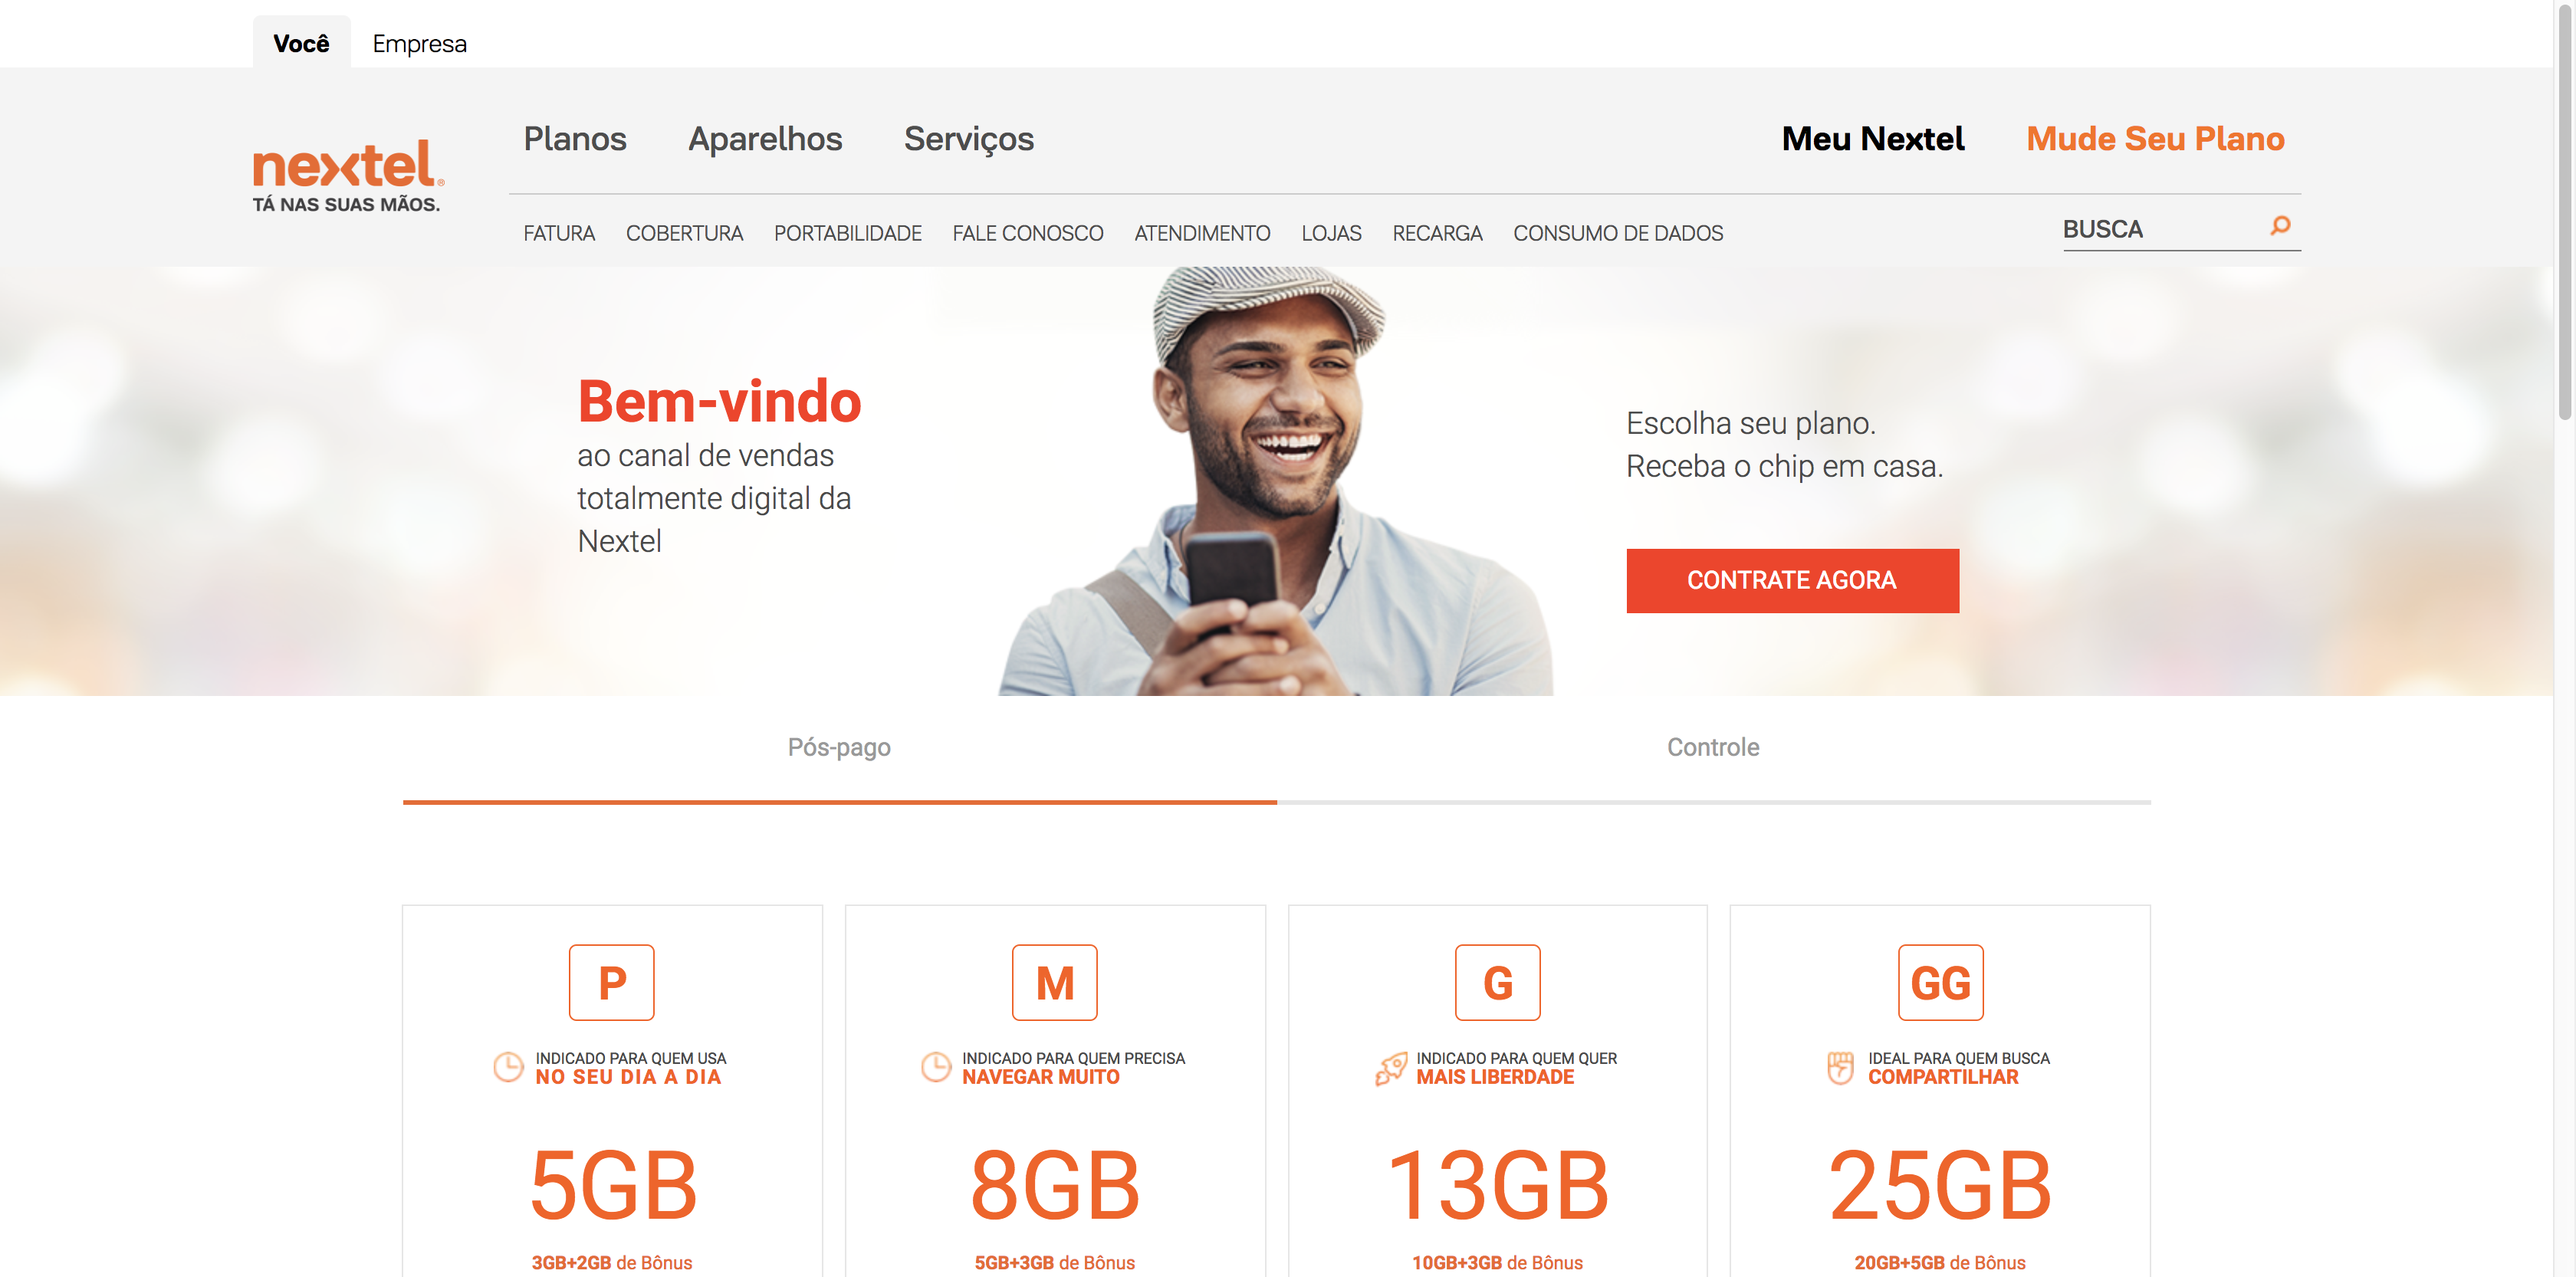 Você
Empresa
nextel®
TÁ NAS SUAS MÃOS.
Planos
Aparelhos
Serviços
Meu Nextel
Mude Seu Plano
FATURA
COBERTURA
PORTABILIDADE
FALE CONOSCO
ATENDIMENTO
LOJAS
RECARGA
CONSUMO DE DADOS
BUSCA
Bem-vindo
ao canal de vendas
totalmente digital da
Nextel
Escolha seu plano.
Receba o chip em casa.
CONTRATE AGORA
Pós-pago
Controle
P
INDICADO PARA QUEM USA
NO SEU DIA A DIA
5GB
3GB+2GB de Bônus
M
INDICADO PARA QUEM PRECISA
NAVEGAR MUITO
8GB
5GB+3GB de Bônus
G
INDICADO PARA QUEM QUER
MAIS LIBERDADE
13GB
10GB+3GB de Bônus
GG
IDEAL PARA QUEM BUSCA
COMPARTILHAR
25GB
20GB+5GB de Bônus